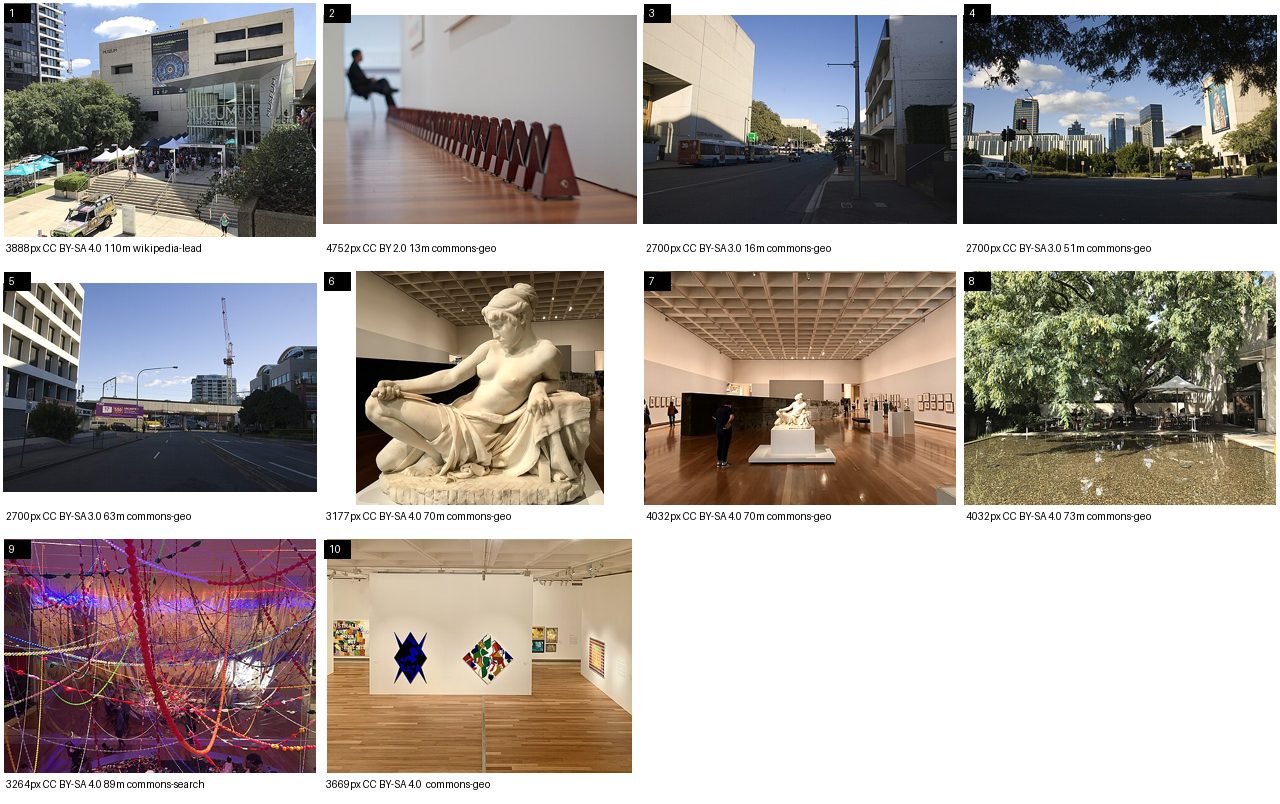 1
2
3
4
MUSEUM
3888px CC BY-SA 4.0 110m wikipedia-lead
4752px CC BY 2.0 13m commons-geo
2700px CC BY-SA 3.0 16m commons-geo
2700px CC BY-SA 3.0 51m commons-geo
5
6
7
8
2700px CC BY-SA 3.0 63m commons-geo
3177px CC BY-SA 4.0 70m commons-geo
4032px CC BY-SA 4.0 70m commons-geo
4032px CC BY-SA 4.0 73m commons-geo
9
10
3264px CC BY-SA 4.0 89m commons-search
3669px CC BY-SA 4.0 commons-geo